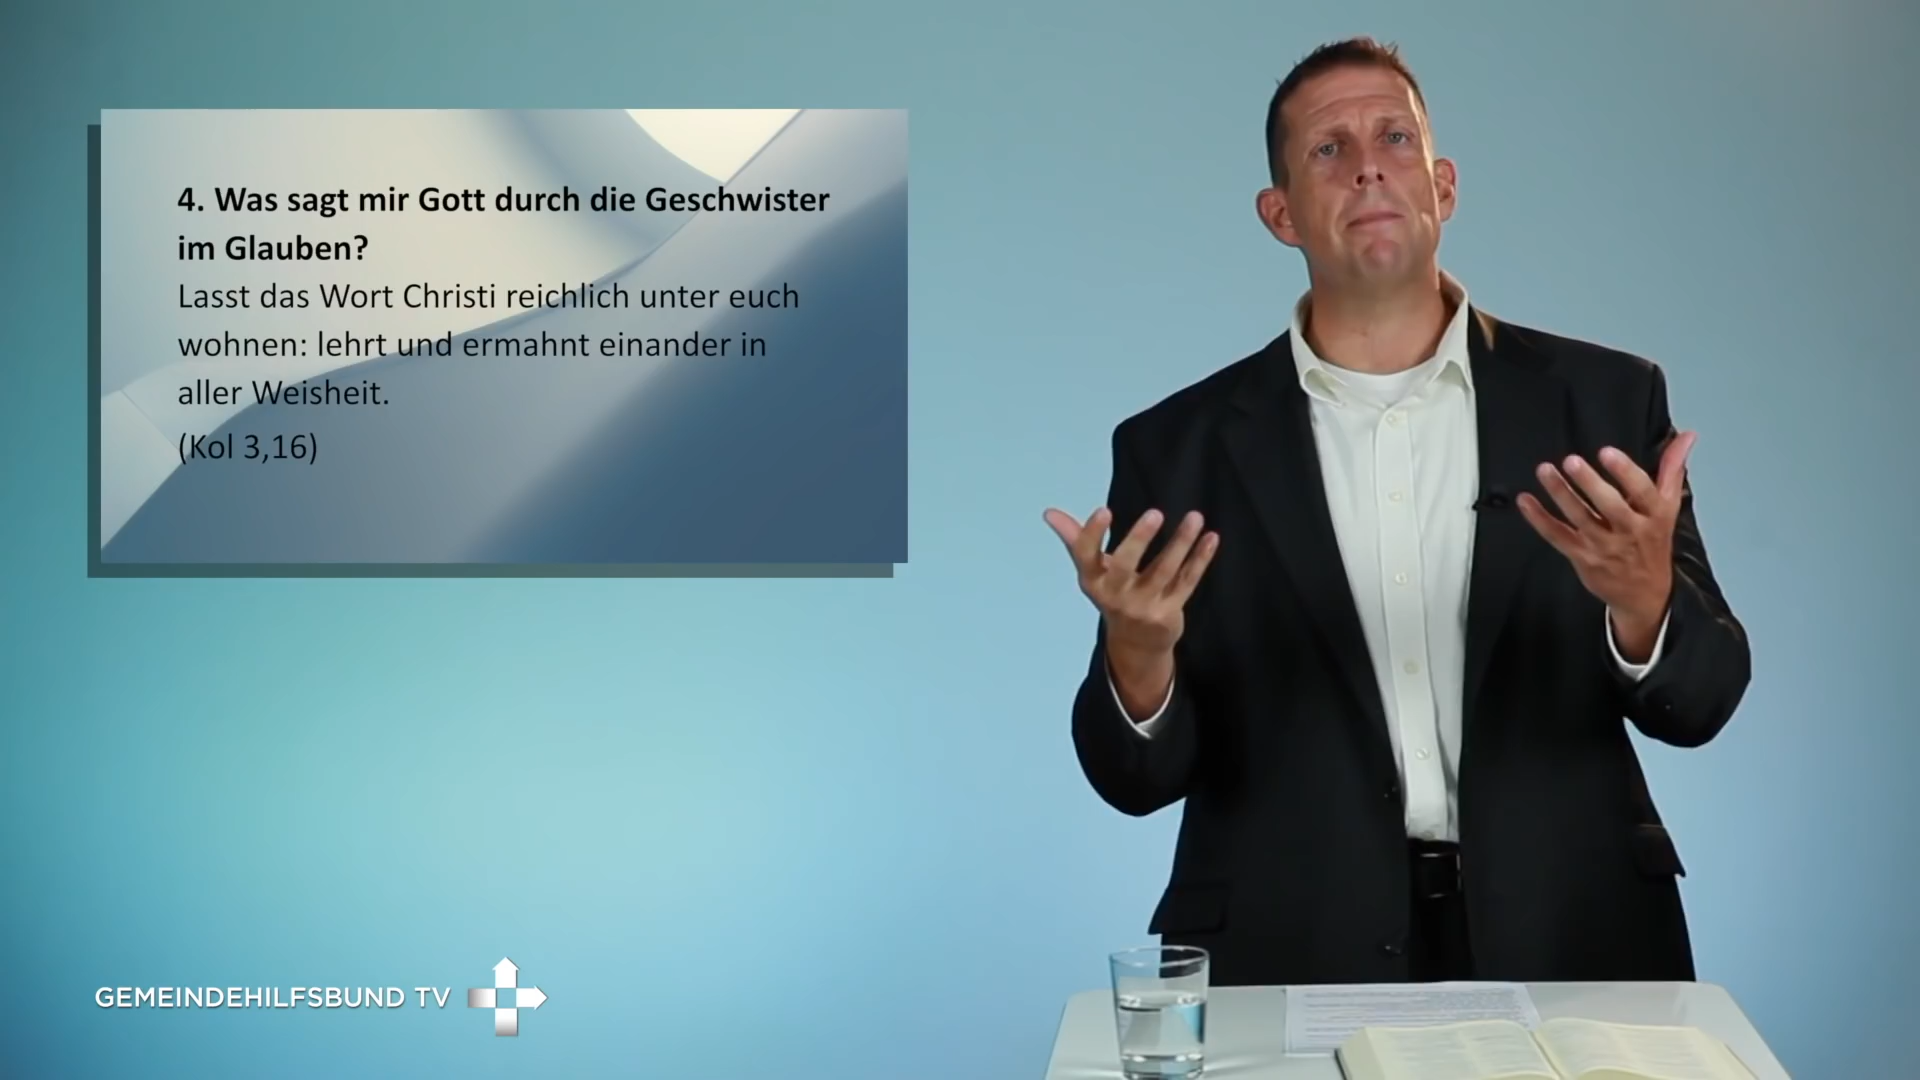 4. Was sagt mir Gott durch die Geschwister
im Glauben?
Lasst das Wort Christi reichlich unter euch
wohnen: lehrt und ermahnt einander in
aller Weisheit.
(Kol 3,16)
GEMEINDEHILFSBUND TV